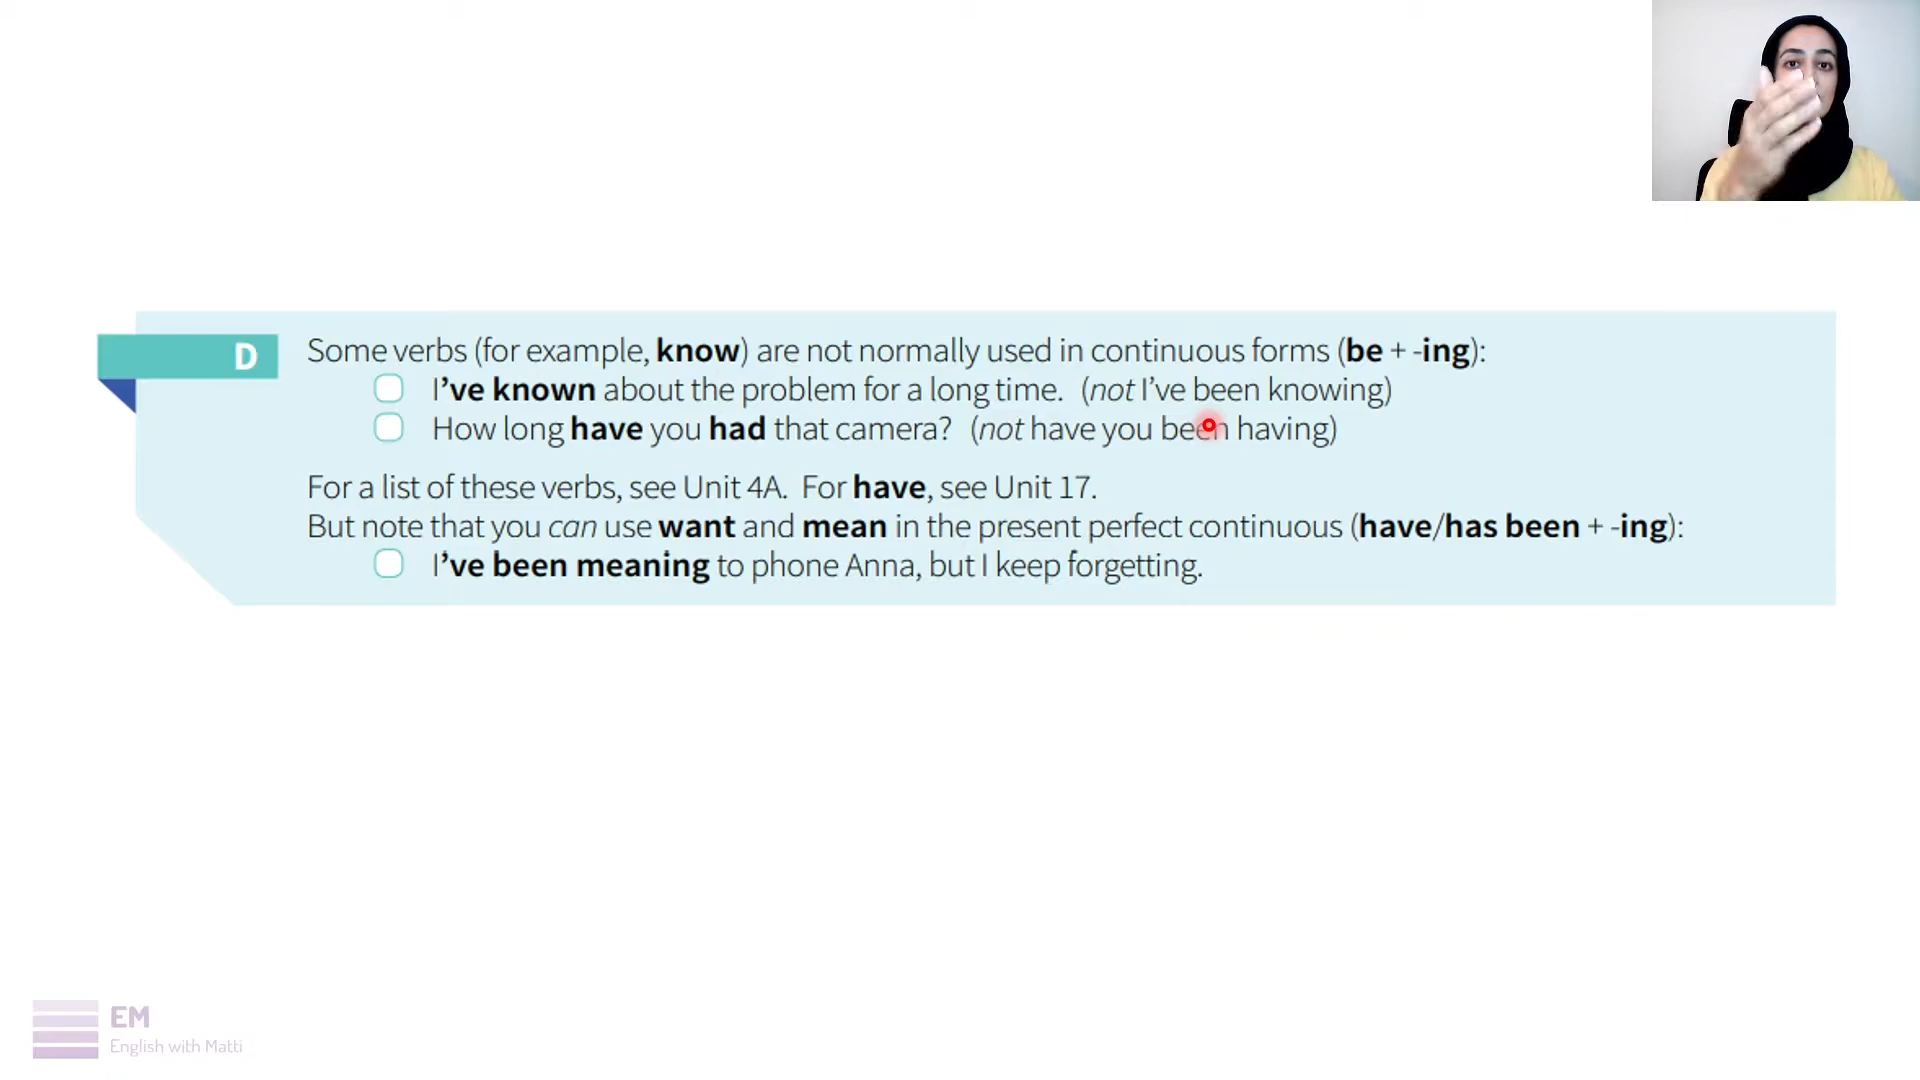 D
Some verbs (for example, know) are not normally used in continuous forms (be + -ing):
I've known about the problem for a long time. (not I've been knowing)
How long have you had that camera? (not have you been having)
For a list of these verbs, see Unit 4A. For have, see Unit 17.
But note that you can use want and mean in the present perfect continuous (have/has been + -ing):
I've been meaning to phone Anna, but I keep forgetting.
EM
English with Matti